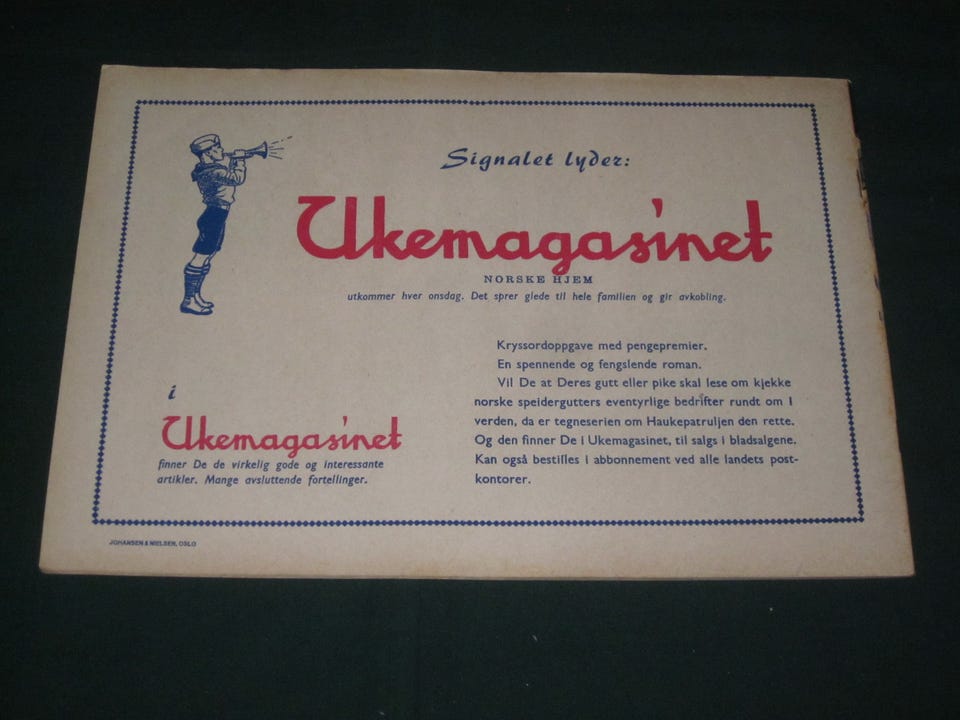 Signalet lyder:
Ukemagasinet
NORSKE HJEM
utkommer hver onsdag. Det sprer glede til hele familien og gir avkobling.
Kryssordoppgave med pengepremier.
En spennende og fengslende roman.
Vil De at Deres gutt eller pike skal lese om kjekke
norske speidergutters eventyrlige bedrifter rundt om i
verden, da er tegneserien om Haukepatruljen den rette.
Og den finner De i Ukemagasinet, til salgs i bladsalgene.
Kan også bestilles i abbonnement ved alle landets post-
kontorer.
i
Ukemagasinet
finner De de virkelig gode og interessante
artikler. Mange avsluttende fortellinger.
JOHANSEN & NIELSEN, OSLO